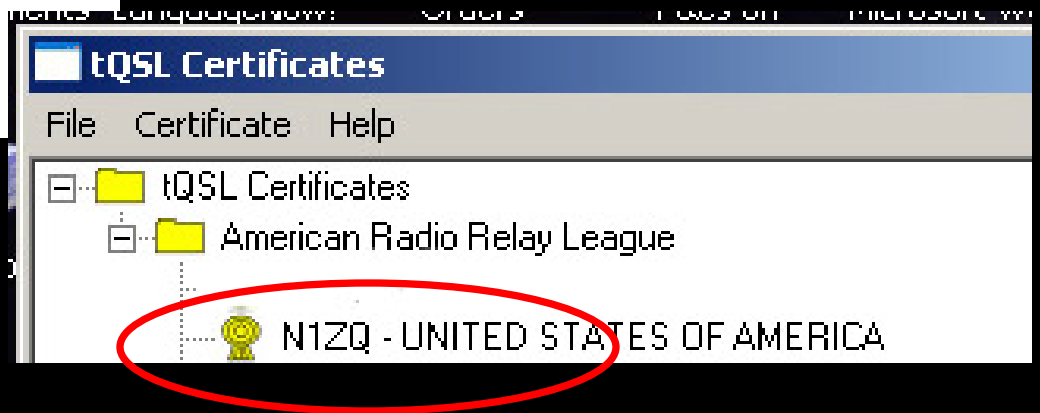 tQSL Certificates
File Certificate Help
tQSL Certificates
American Radio Relay League
N1ZQ - UNITED STATES OF AMERICA